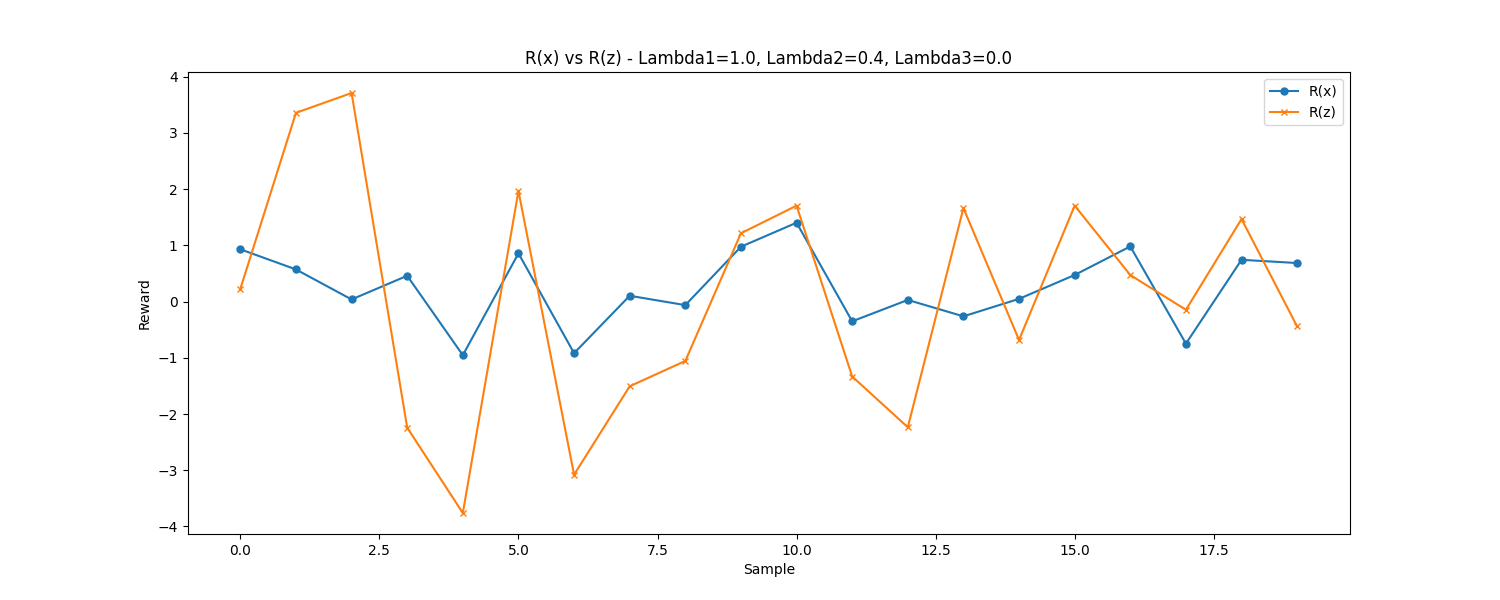 R(x) vs R(z) - Lambda1=1.0, Lambda2=0.4, Lambda3=0.0
R(x)
R(z)
Reward
4
3
2
1
0
−1
−2
−3
−4
0.0 2.5 5.0 7.5 10.0 12.5 15.0 17.5
Sample